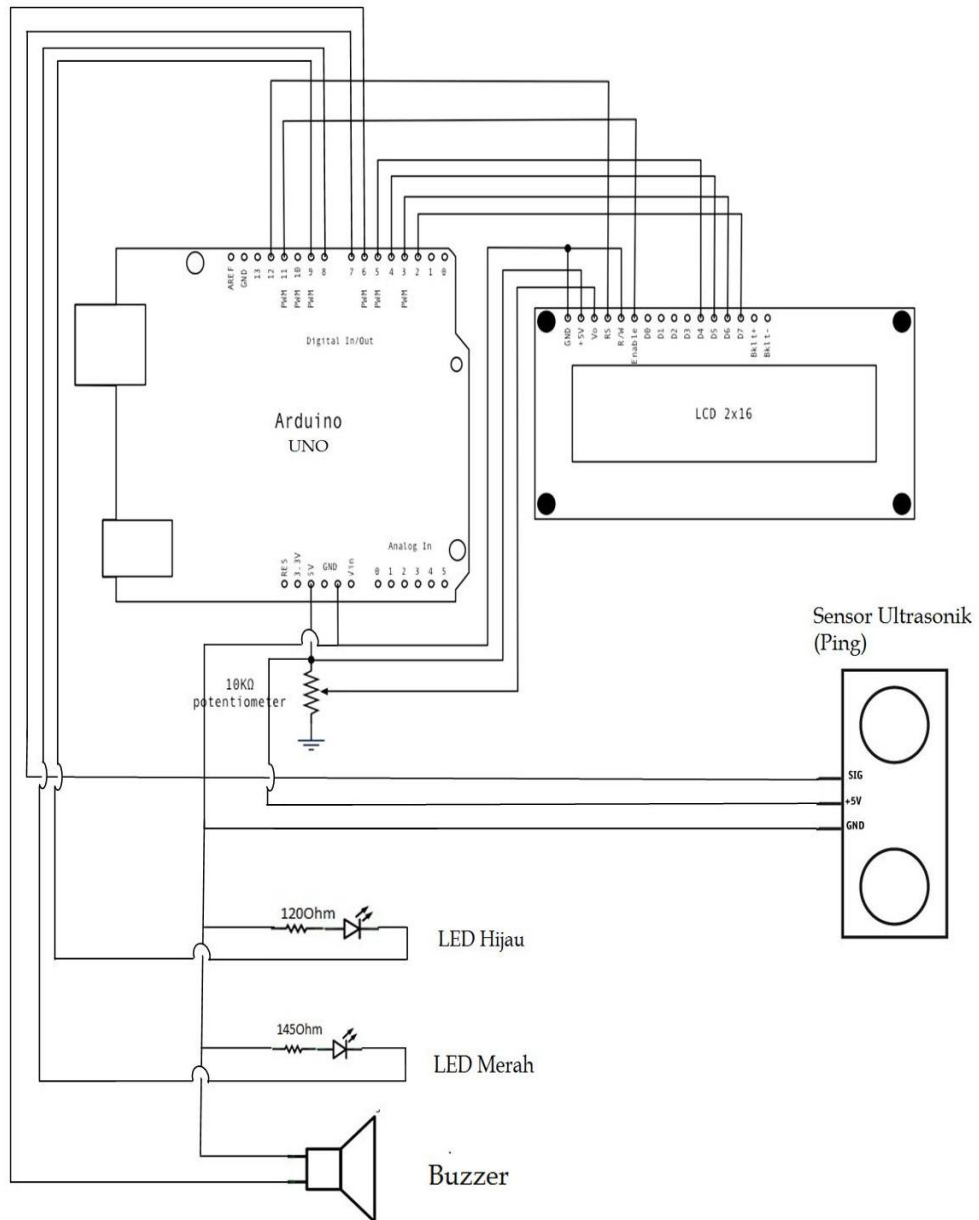 AREF
GND
13
12
11
10
9
8
7
6
5
4
3
2
1
0
PWM
PWM
PWM
PWM
PWM
PWM
Digital In/Out
Arduino
UNO
Analog In
RES
3.3V
5V
GND
Vin
0
1
2
3
4
5
GND
+5V
Vo
RS
R/W
Enable
D0
D1
D2
D3
D4
D5
D6
D7
Bklt+
Bklt-
LCD 2x16
10KΩ
potentiometer
Sensor Ultrasonik
(Ping)
SIG
+5V
GND
120Ohm
LED Hijau
145Ohm
LED Merah
Buzzer